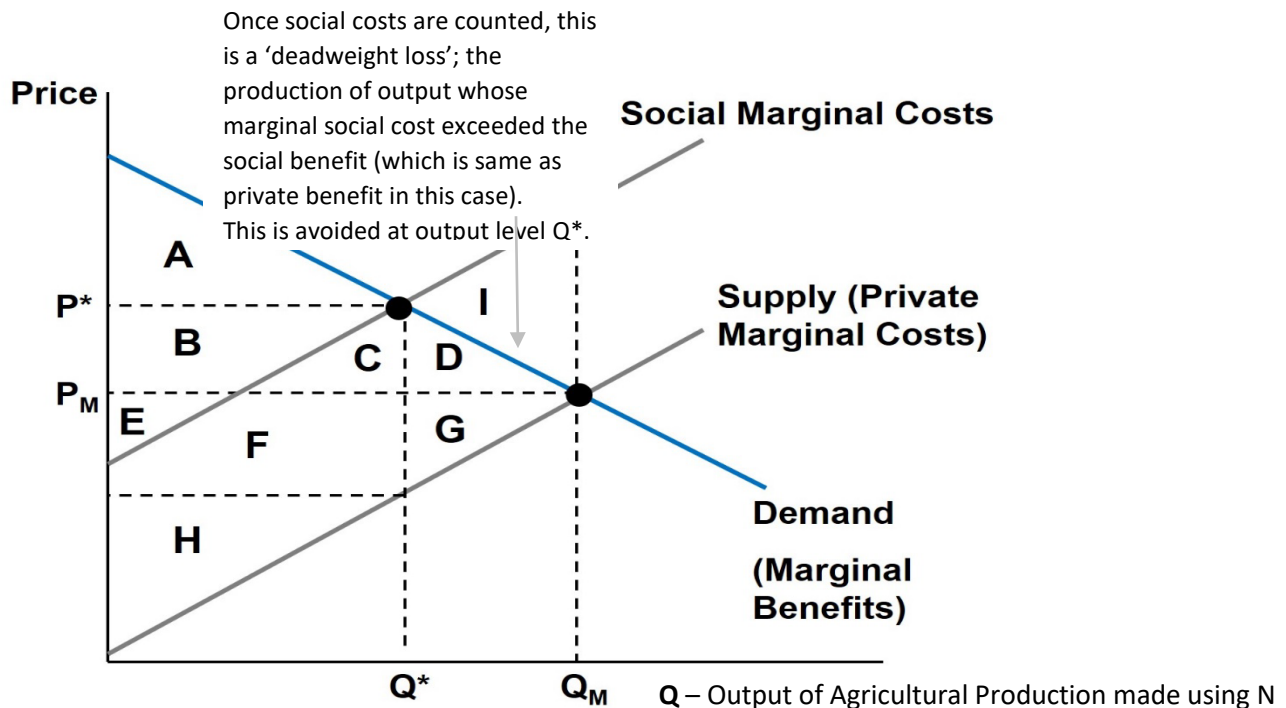 Once social costs are counted, this
is a ‘deadweight loss’; the
production of output whose
marginal social cost exceeded the
social benefit (which is same as
private benefit in this case).
This is avoided at output level Q*.
Price
Social Marginal Costs
A
P*
I
Supply (Private
Marginal Costs)
B
C
D
PM
E
F
G
Demand
H
(Marginal
Benefits)
Q*
QM
Q – Output of Agricultural Production made using N